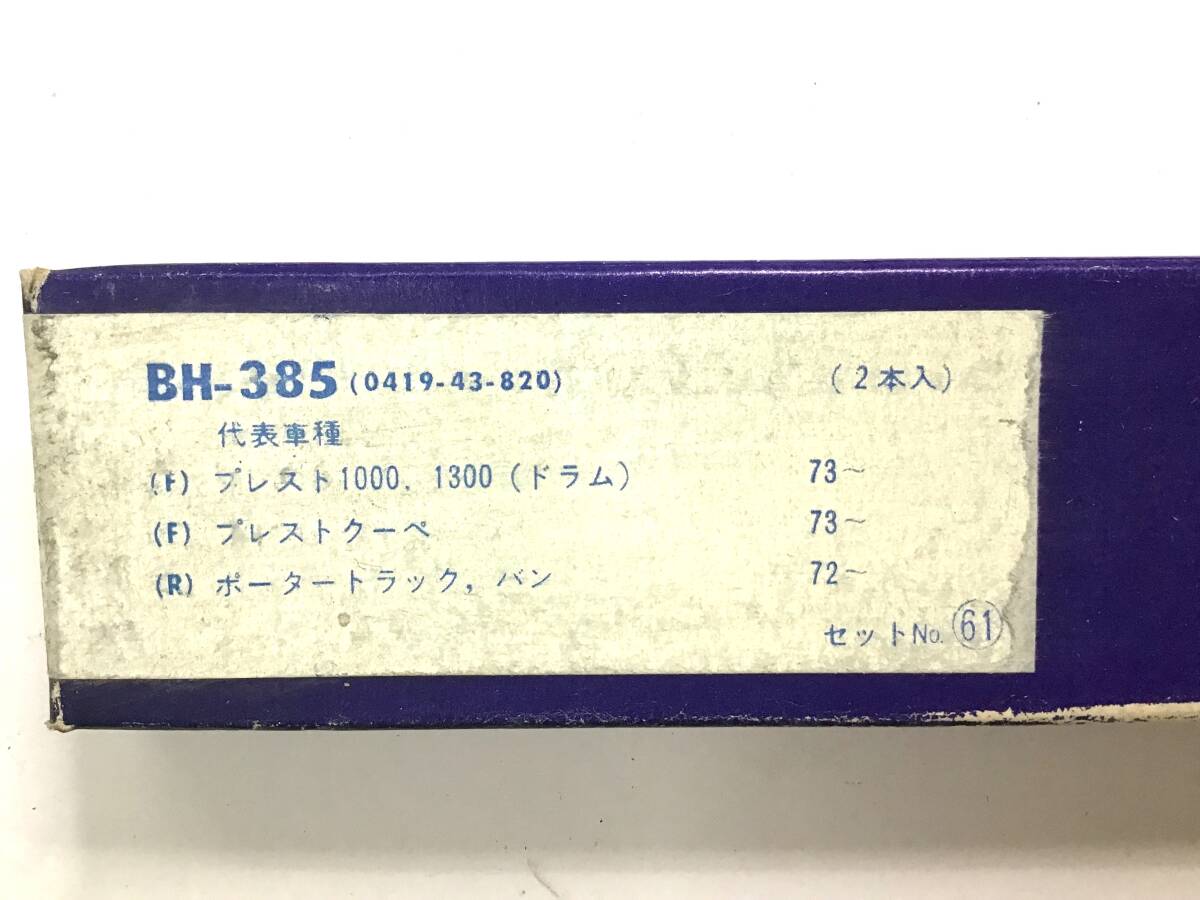 BH-385 (0419-43-820) (2本入)
代表車種
(F) プレスト1000. 1300 (ドラム) 73~
(F) プレストクーペ 73~
(R) ポータートラック, バン 72~
セットNo. 61